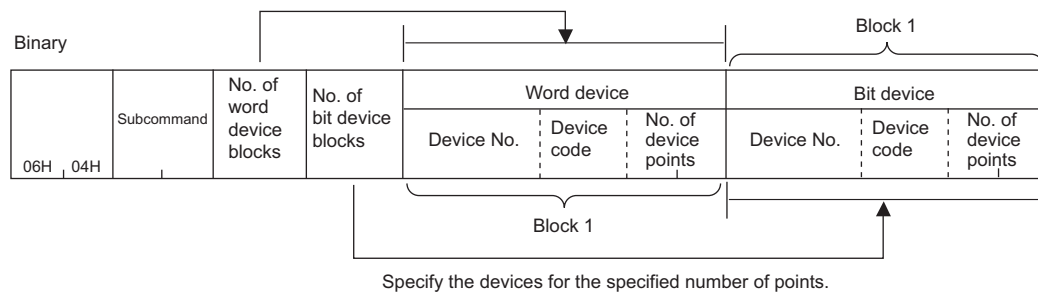 Block 1
Binary
06H 04H
Subcommand
No. of
word
device
blocks
No. of
bit device
blocks
Word device
Device No.
Device
code
No. of
device
points
Bit device
Device No.
Device
code
No. of
device
points
Block 1
Specify the devices for the specified number of points.